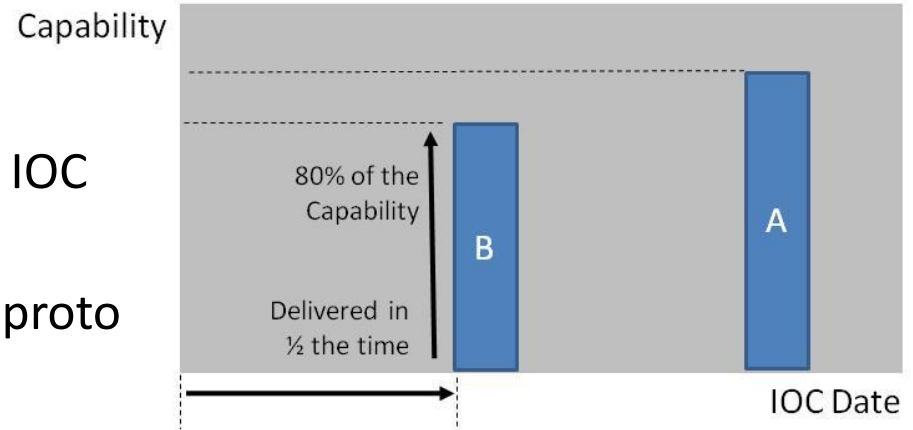 Capability
IOC
80% of the
Capability
B
A
proto
Delivered in
½ the time
IOC Date